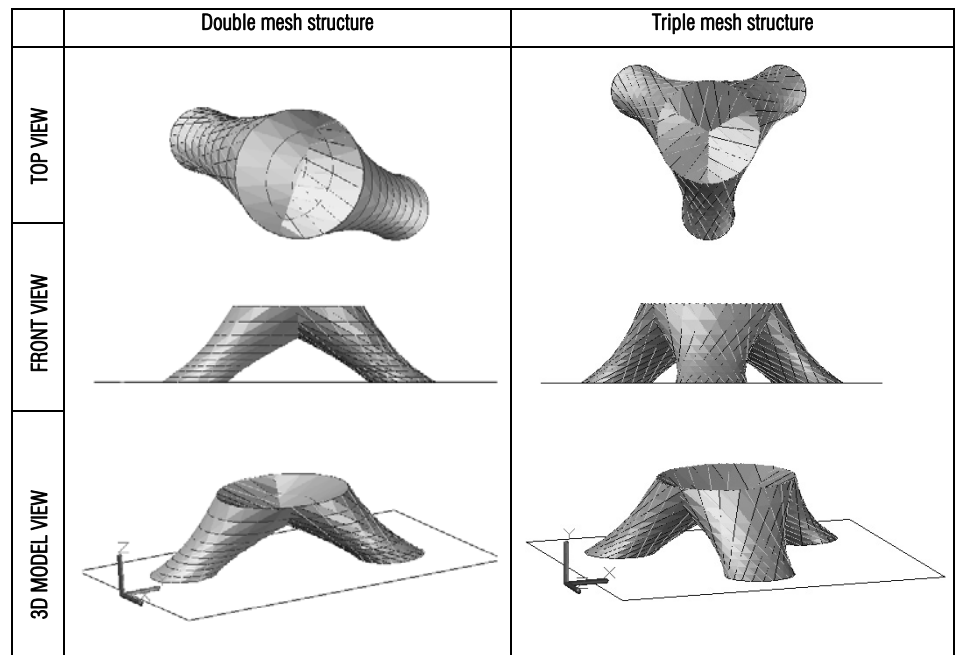 Double mesh structure
Triple mesh structure
TOP VIEW
FRONT VIEW
3D MODEL VIEW
Z
X
Y
X
Z